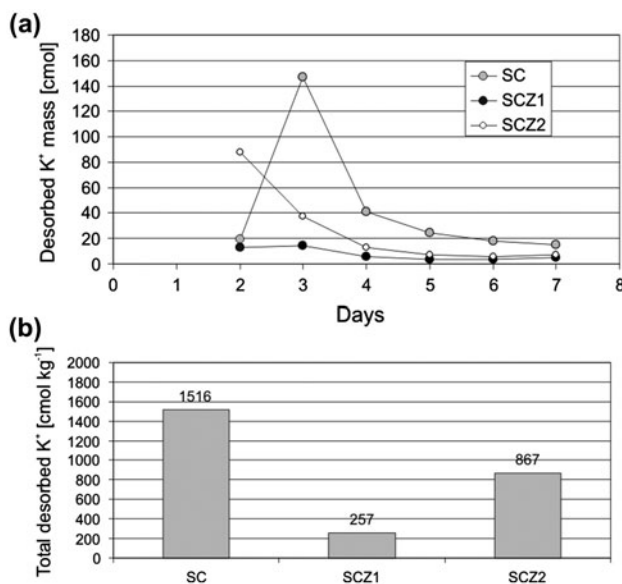 (a)
Desorbed K⁺ mass [cmol]
180
160
140
120
100
80
60
40
20
0
SC
SCZ1
SCZ2
0 1 2 3 4 5 6 7 8
Days
(b)
Total desorbed K⁺ [cmol kg⁻¹]
2000
1800
1600
1400
1200
1000
800
600
400
200
0
1516
257
867
SC SCZ1 SCZ2